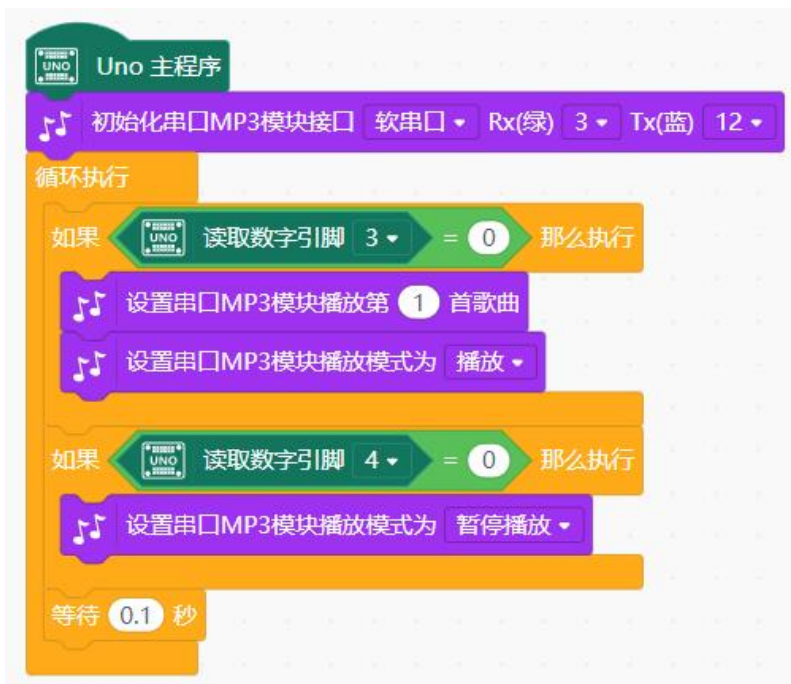 UNO Uno 主程序
初始化串口MP3模块接口 软串口 Rx(绿) 3 Tx(蓝) 12
循环执行
如果 UNO 读取数字引脚 3 = 0 那么执行
设置串口MP3模块播放第 1 首歌曲
设置串口MP3模块播放模式为 播放
如果 UNO 读取数字引脚 4 = 0 那么执行
设置串口MP3模块播放模式为 暂停播放
等待 0.1 秒